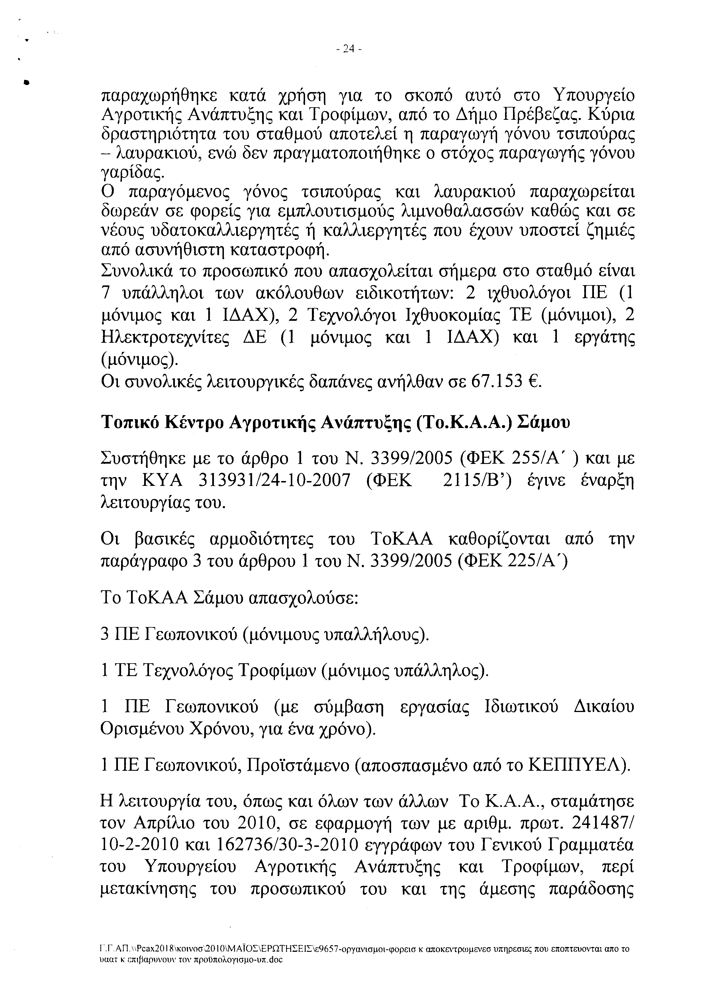 - 24 -
παραχωρήθηκε κατά χρήση για το σκοπό αυτό στο Υπουργείο
Αγροτικής Ανάπτυξης και Τροφίμων, από το Δήμο Πρέβεζας. Κύρια
δραστηριότητα του σταθμού αποτελεί η παραγωγή γόνου τσιπούρας
– λαυρακιού, ενώ δεν πραγματοποιήθηκε ο στόχος παραγωγής γόνου
γαρίδας.
Ο παραγόμενος γόνος τσιπούρας και λαυρακιού παραχωρείται
δωρεάν σε φορείς για εμπλουτισμούς λιμνοθαλασσών καθώς και σε
νέους υδατοκαλλιεργητές ή καλλιεργητές που έχουν υποστεί ζημιές
από ασυνήθιστη καταστροφή.
Συνολικά το προσωπικό που απασχολείται σήμερα στο σταθμό είναι
7 υπάλληλοι των ακόλουθων ειδικοτήτων: 2 ιχθυολόγοι ΠΕ (1
μόνιμος και 1 ΙΔΑΧ), 2 Τεχνολόγοι Ιχθυοκομίας ΤΕ (μόνιμοι), 2
Ηλεκτροτεχνίτες ΔΕ (1 μόνιμος και 1 ΙΔΑΧ) και 1 εργάτης
(μόνιμος).
Οι συνολικές λειτουργικές δαπάνες ανήλθαν σε 67.153 €.
Τοπικό Κέντρο Αγροτικής Ανάπτυξης (Το.Κ.Α.Α.) Σάμου
Συστήθηκε με το άρθρο 1 του Ν. 3399/2005 (ΦΕΚ 255/Α΄ ) και με
την ΚΥΑ 313931/24-10-2007 (ΦΕΚ 2115/Β’) έγινε έναρξη
λειτουργίας του.
Οι βασικές αρμοδιότητες του ΤοΚΑΑ καθορίζονται από την
παράγραφο 3 του άρθρου 1 του Ν. 3399/2005 (ΦΕΚ 225/Α΄)
Το ΤοΚΑΑ Σάμου απασχολούσε:
3 ΠΕ Γεωπονικού (μόνιμους υπαλλήλους).
1 ΤΕ Τεχνολόγος Τροφίμων (μόνιμος υπάλληλος).
1 ΠΕ Γεωπονικού (με σύμβαση εργασίας Ιδιωτικού Δικαίου
Ορισμένου Χρόνου, για ένα χρόνο).
1 ΠΕ Γεωπονικού, Προϊστάμενο (αποσπασμένο από το ΚΕΠΠΥΕΛ).
Η λειτουργία του, όπως και όλων των άλλων Το Κ.Α.Α., σταμάτησε
τον Απρίλιο του 2010, σε εφαρμογή των με αριθμ. πρωτ. 241487/
10-2-2010 και 162736/30-3-2010 εγγράφων του Γενικού Γραμματέα
του Υπουργείου Αγροτικής Ανάπτυξης και Τροφίμων, περί
μετακίνησης του προσωπικού του και της άμεσης παράδοσης
Γ.Γ.ΑΠ.\\Pcax2018\κοινοσ\2010\ΜΑΪΟΣ\ΕΡΩΤΗΣΕΙΣ\ε9657-οργανισμοι-φορεισ κ αποκεντρωμενεσ υπηρεσιες που εποπτευονται απο το
υαατ κ επιβαρυνουν τον προϋπολογισμο-υπ.doc